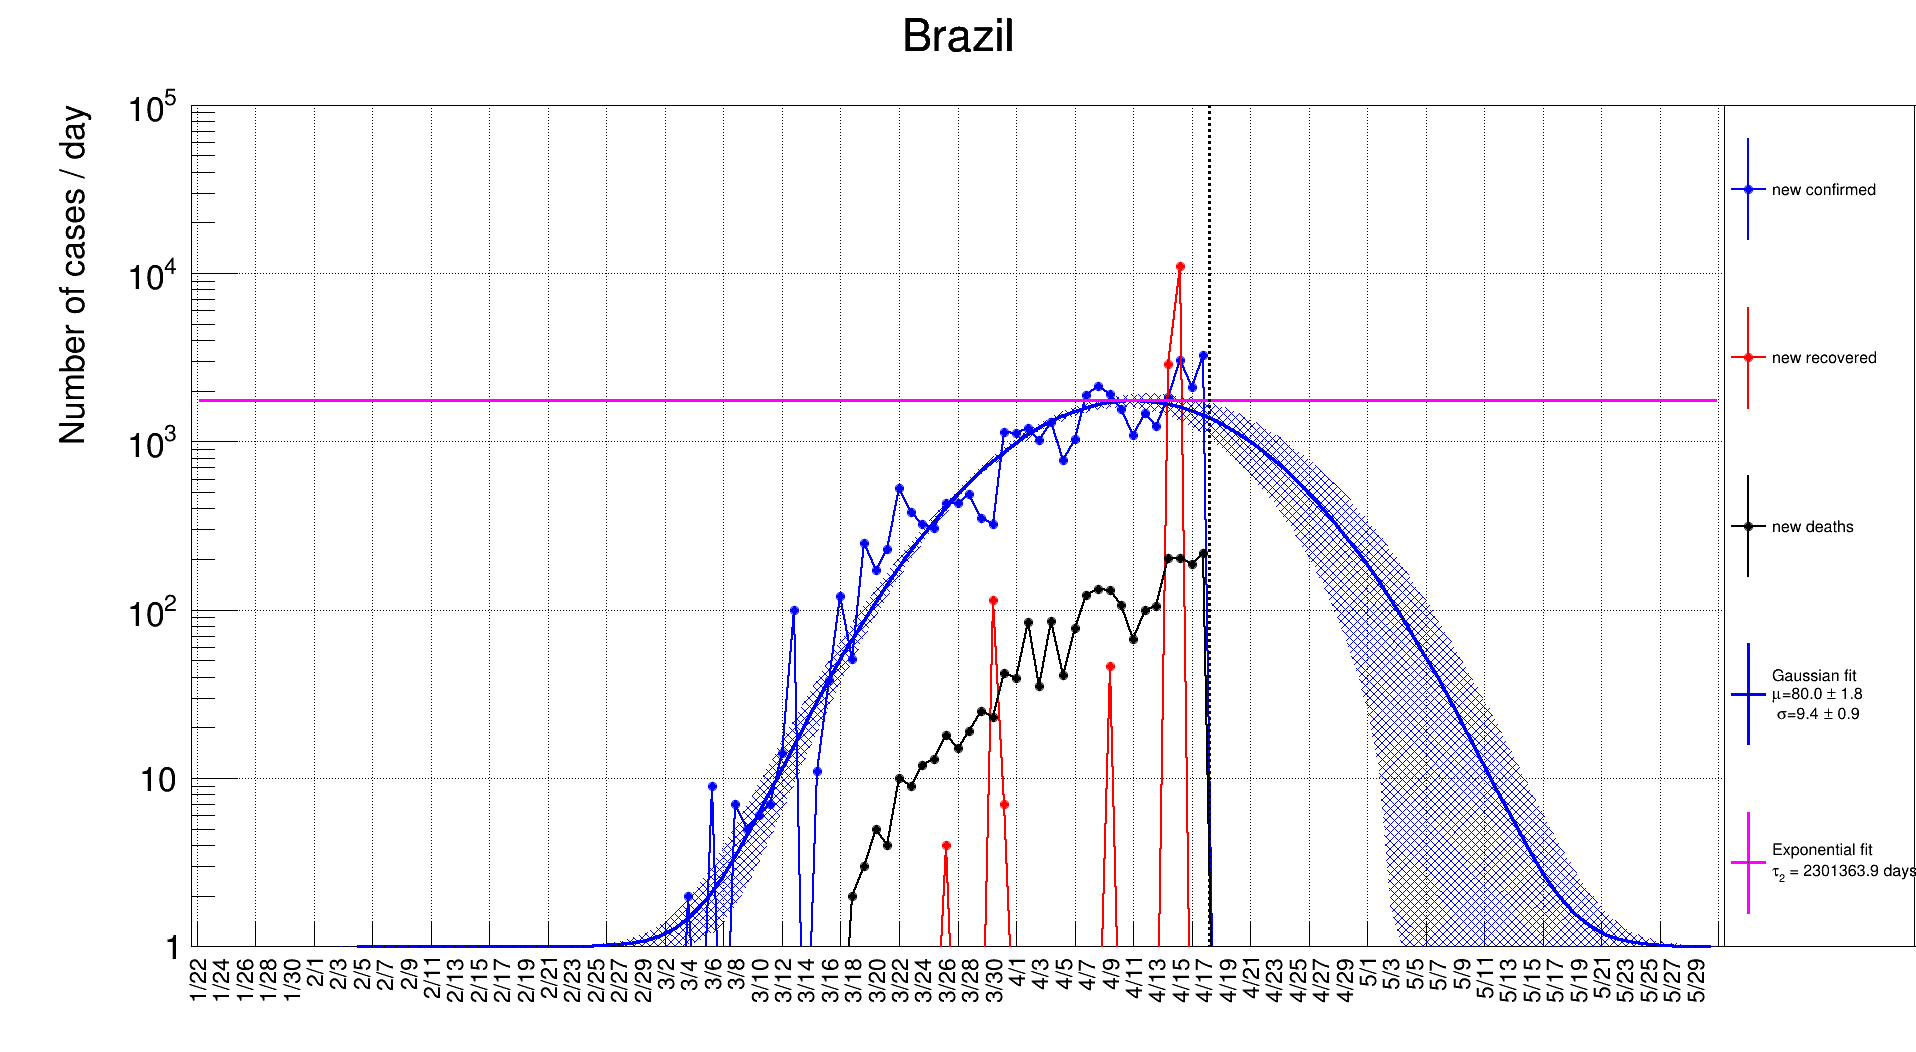 Brazil
Number of cases / day
10^5
10^4
10^3
10^2
10
1
1/22 1/24 1/26 1/28 1/30 2/1 2/3 2/5 2/7 2/9 2/11 2/13 2/15 2/17 2/19 2/21 2/23 2/25 2/27 2/29 3/2 3/4 3/6 3/8 3/10 3/12 3/14 3/16 3/18 3/20 3/22 3/24 3/26 3/28 3/30 4/1 4/3 4/5 4/7 4/9 4/11 4/13 4/15 4/17 4/19 4/21 4/23 4/25 4/27 4/29 5/1 5/3 5/5 5/7 5/9 5/11 5/13 5/15 5/17 5/19 5/21 5/23 5/25 5/27 5/29
new confirmed
new recovered
new deaths
Gaussian fit
μ=80.0 ± 1.8
σ=9.4 ± 0.9
Exponential fit
τ₂ = 2301363.9 days